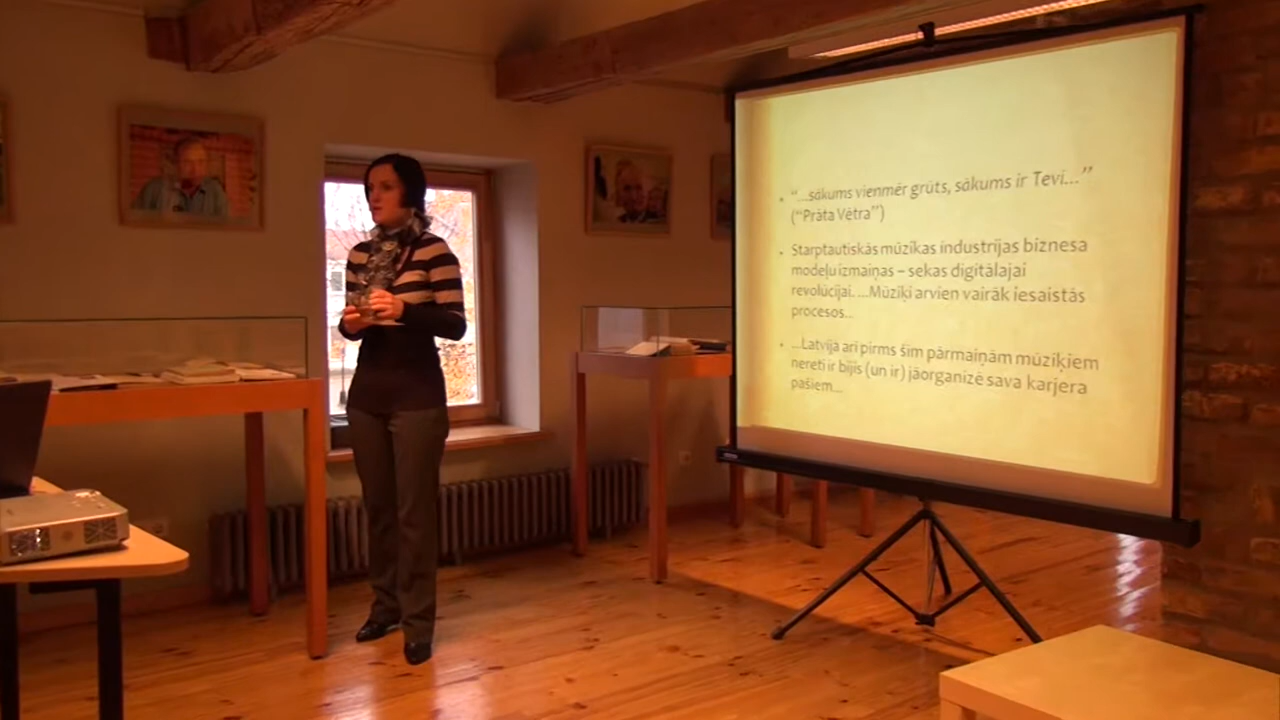 “...sākums vienmēr grūts, sākums ir Tevī...”
(“Prāta Vētra”)
Starptautiskās mūzikas industrijas biznesa
modeļu izmaiņas – sekas digitālajai
revolūcijai....Mūziķi arvien vairāk iesaistās
procesos...
...Latvijā arī pirms šīm pārmaiņām mūziķiem
nereti ir bijis (un ir) jāorganizē sava karjera
pašiem...